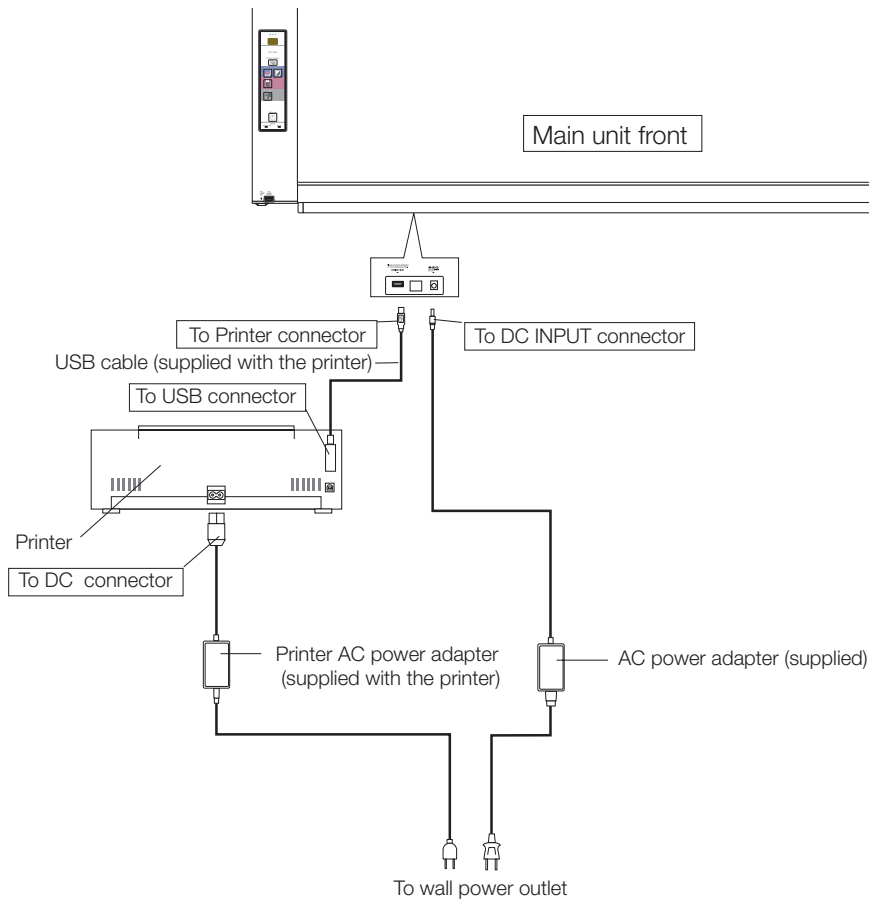 Main unit front
To Printer connector
To DC INPUT connector
USB cable (supplied with the printer)
To USB connector
Printer
To DC connector
Printer AC power adapter
(supplied with the printer)
AC power adapter (supplied)
To wall power outlet